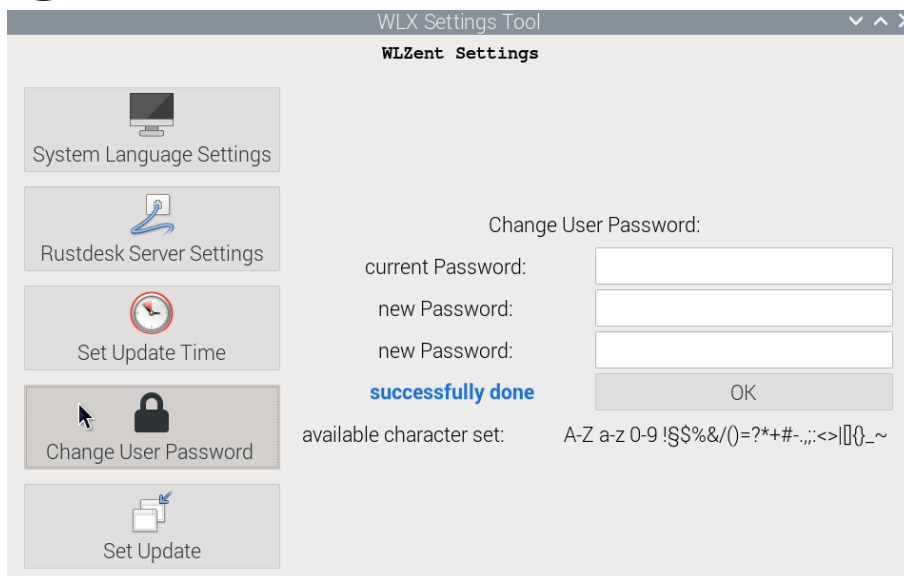 WLX Settings Tool
WLZent Settings
System Language Settings
Rustdesk Server Settings
Set Update Time
Change User Password
Set Update
Change User Password:
current Password:
new Password:
new Password:
successfully done
OK
available character set: A-Z a-z 0-9 !§$%&/()=?*+#-.,;:<>|[]{}_~